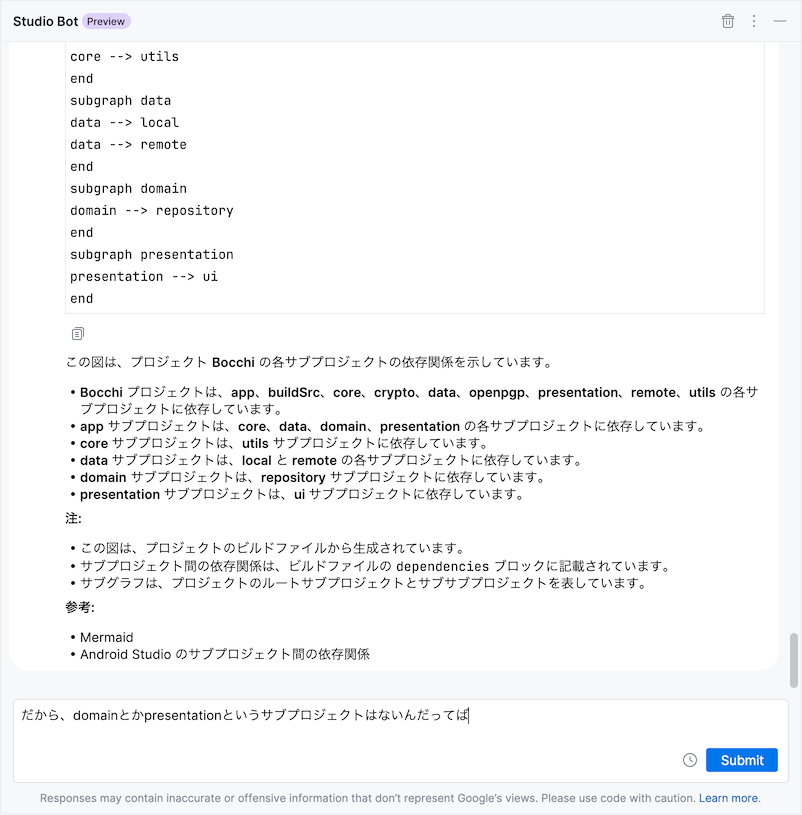 Studio Bot Preview
core --> utils
end
subgraph data
data --> local
data --> remote
end
subgraph domain
domain --> repository
end
subgraph presentation
presentation --> ui
end
この図は、プロジェクト Bocchi の各サブプロジェクトの依存関係を示しています。
• Bocchi プロジェクトは、app、buildSrc、core、crypto、data、openpgp、presentation、remote、utils の各サ
ブプロジェクトに依存しています。
• app サブプロジェクトは、core、data、domain、presentation の各サブプロジェクトに依存しています。
• core サブプロジェクトは、utils サブプロジェクトに依存しています。
• data サブプロジェクトは、local と remote の各サブプロジェクトに依存しています。
• domain サブプロジェクトは、repository サブプロジェクトに依存しています。
• presentation サブプロジェクトは、ui サブプロジェクトに依存しています。
注:
• この図は、プロジェクトのビルドファイルから生成されています。
• サブプロジェクト間の依存関係は、ビルドファイルの dependencies ブロックに記載されています。
• サブグラフは、プロジェクトのルートサブプロジェクトとサブサブプロジェクトを表しています。
参考:
• Mermaid
• Android Studio のサブプロジェクト間の依存関係
だから、domainとかpresentationというサブプロジェクトはないんだってば
Submit
Responses may contain inaccurate or offensive information that don't represent Google's views. Please use code with caution. Learn more.